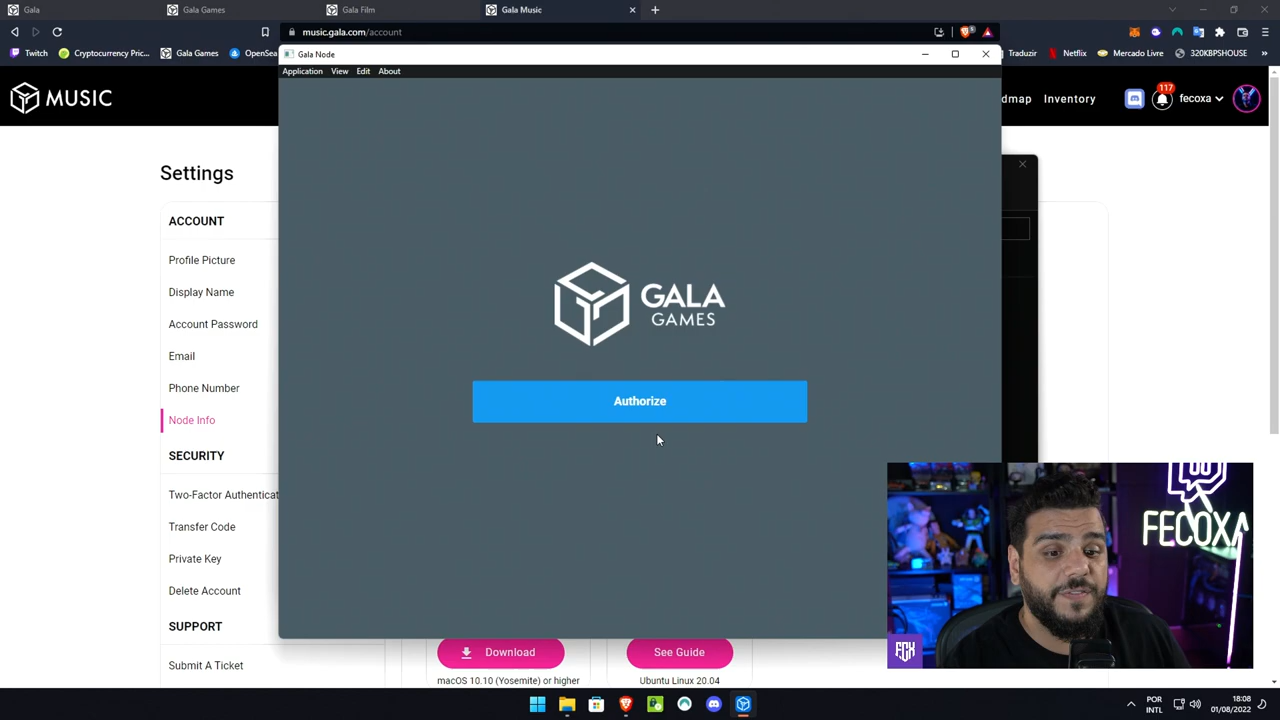 Gala
Gala Games
Gala Film
Gala Music
music.gala.com/account
Twitch
Cryptocurrency Pric...
Gala Games
OpenSea
Traduzir
Netflix
Mercado Livre
320KBPSHOUSE
Gala Node
Application View Edit About
MUSIC
Inventory
117
fecoxa
Settings
ACCOUNT
Profile Picture
Display Name
Account Password
Email
Phone Number
Node Info
SECURITY
Two-Factor Authenticat
Transfer Code
Private Key
Delete Account
SUPPORT
Submit A Ticket
GALA
GAMES
Authorize
Download
See Guide
macOS 10.10 (Yosemite) or higher
Ubuntu Linux 20.04
FECOXA
FCX
POR
INTL
18:08
01/08/2022